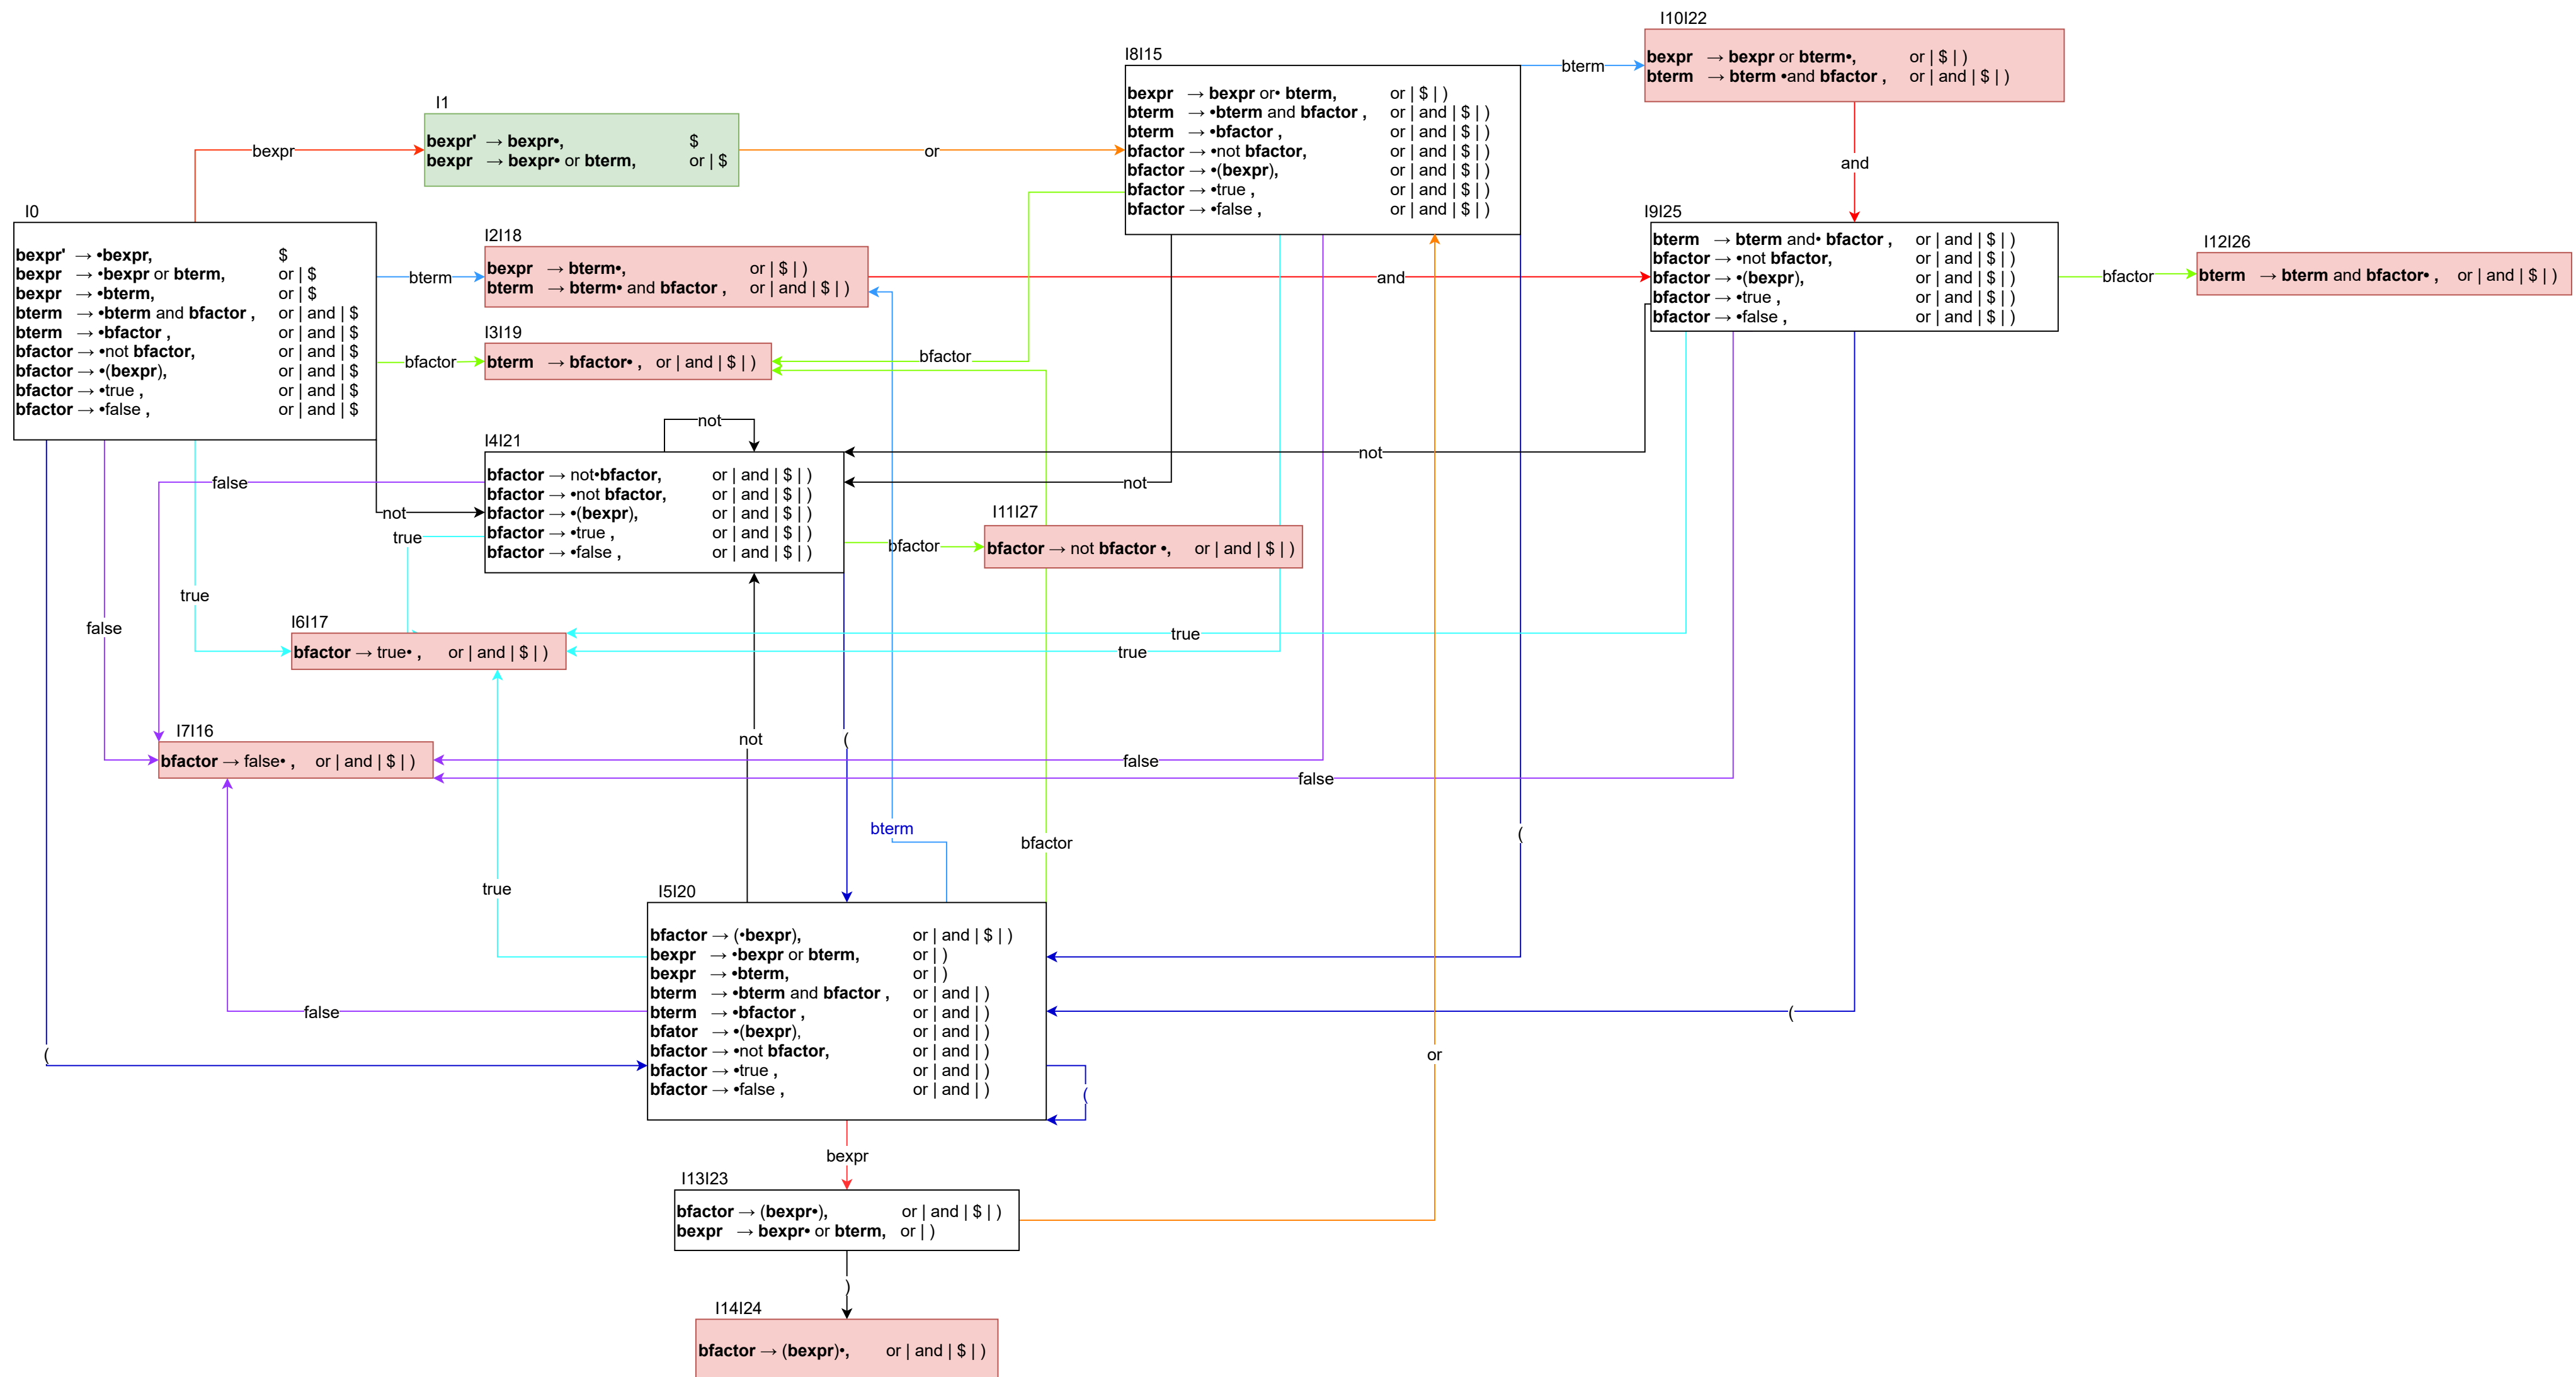 I10I22
bexpr → bexpr or bterm•, or | $ | )
bterm → bterm •and bfactor , or | and | $ | )
I8I15
bexpr → bexpr or• bterm, or | $ | )
bterm → •bterm and bfactor , or | and | $ | )
bterm → •bfactor , or | and | $ | )
bfactor → •not bfactor, or | and | $ | )
bfactor → •(bexpr), or | and | $ | )
bfactor → •true , or | and | $ | )
bfactor → •false , or | and | $ | )
bterm
I1
bexpr' → bexpr•, $
bexpr → bexpr• or bterm, or | $
bexpr
or
and
I0
bexpr' → •bexpr, $
bexpr → •bexpr or bterm, or | $
bexpr → •bterm, or | $
bterm → •bterm and bfactor , or | and | $
bterm → •bfactor , or | and | $
bfactor → •not bfactor, or | and | $
bfactor → •(bexpr), or | and | $
bfactor → •true , or | and | $
bfactor → •false , or | and | $
I2I18
bexpr → bterm•, or | $ | )
bterm → bterm• and bfactor , or | and | $ | )
bterm
and
I9I25
bterm → bterm and• bfactor , or | and | $ | )
bfactor → •not bfactor, or | and | $ | )
bfactor → •(bexpr), or | and | $ | )
bfactor → •true , or | and | $ | )
bfactor → •false , or | and | $ | )
bfactor
I12I26
bterm → bterm and bfactor• , or | and | $ | )
I3I19
bterm → bfactor• , or | and | $ | )
bfactor
bfactor
not
I4I21
bfactor → not•bfactor, or | and | $ | )
bfactor → •not bfactor, or | and | $ | )
bfactor → •(bexpr), or | and | $ | )
bfactor → •true , or | and | $ | )
bfactor → •false , or | and | $ | )
not
not
false
not
true
bfactor
I11I27
bfactor → not bfactor •, or | and | $ | )
true
false
I6I17
bfactor → true• , or | and | $ | )
true
true
I7I16
bfactor → false• , or | and | $ | )
not
(
false
false
bterm
(
bfactor
true
I5I20
bfactor → (•bexpr), or | and | $ | )
bexpr → •bexpr or bterm, or | )
bexpr → •bterm, or | )
bterm → •bterm and bfactor , or | and | )
bterm → •bfactor , or | and | )
bfator → •(bexpr), or | and | )
bfactor → •not bfactor, or | and | )
bfactor → •true , or | and | )
bfactor → •false , or | and | )
false
(
(
or
(
bexpr
I13I23
bfactor → (bexpr•), or | and | $ | )
bexpr → bexpr• or bterm, or | )
)
I14I24
bfactor → (bexpr)•, or | and | $ | )